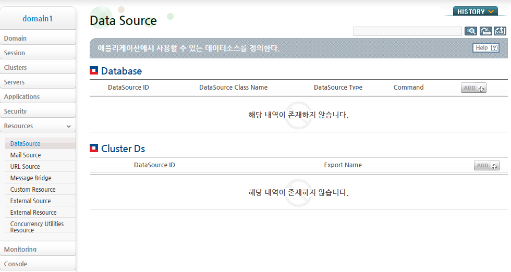 domain1
HISTORY
Data Source
Domain
Session
Clusters
Servers
Applications
Security
Resources
DataSource
Mail Source
URL Source
Message Bridge
Custom Resource
External Source
External Resource
Concurrency Utilities
Resource
Monitoring
Console
애플리케이션에서 사용할 수 있는 데이터소스를 정의한다.
Help [?]
Database
DataSource ID DataSource Class Name DataSource Type Command ADD
해당 내역이 존재하지 않습니다.
Cluster Ds
DataSource ID Export Name ADD
해당 내역이 존재하지 않습니다.